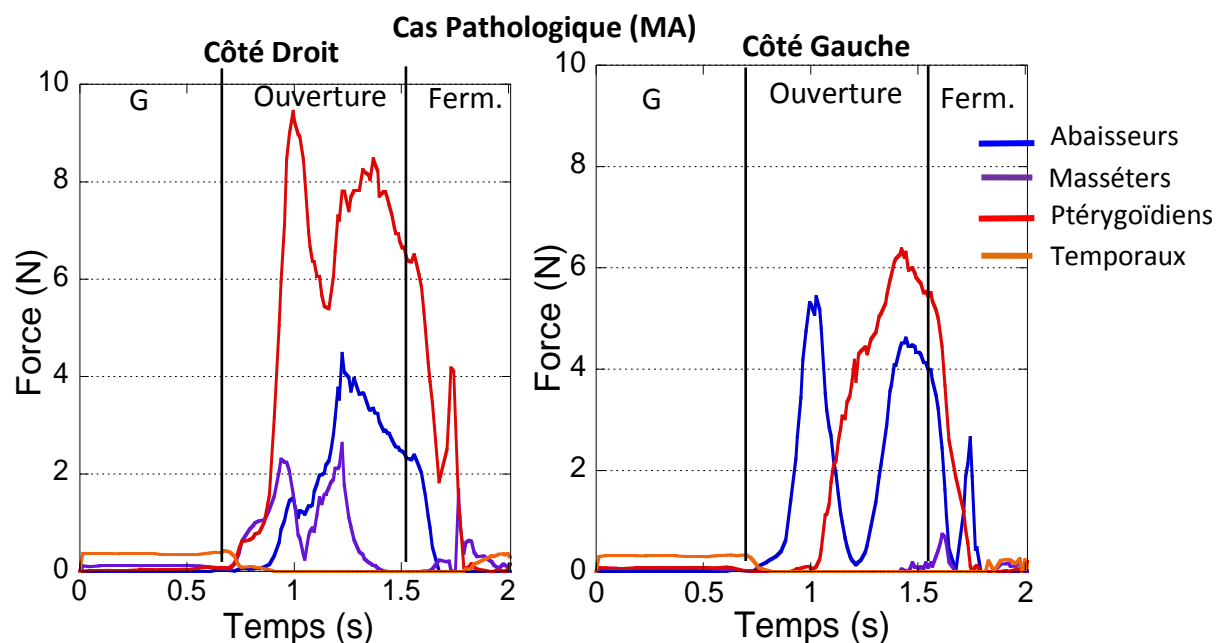 Cas Pathologique (MA)
Côté Droit
Côté Gauche
10
8
6
4
2
0
Force (N)
G
Ouverture
Ferm.
0
0.5
1
1.5
2
Temps (s)
10
8
6
4
2
0
Force (N)
G
Ouverture
Ferm.
0
0.5
1
1.5
2
Temps (s)
Abaisseurs
Masséters
Ptérygoïdiens
Temporaux